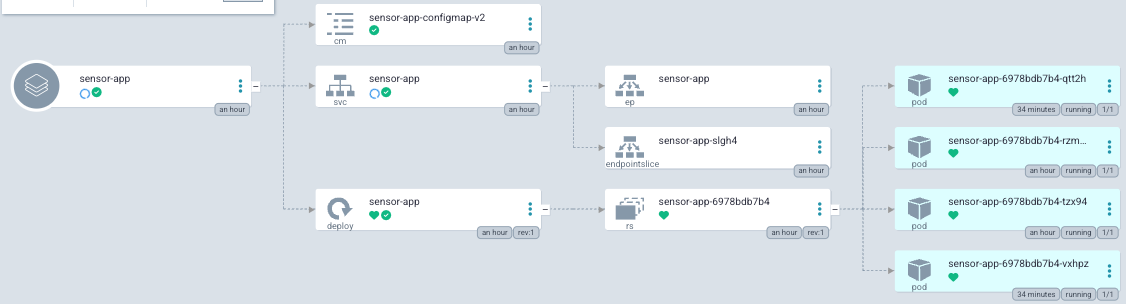 sensor-app
an hour
sensor-app-configmap-v2
cm
an hour
sensor-app
svc
an hour
sensor-app
deploy
an hour rev:1
sensor-app
ep
an hour
sensor-app-slgh4
endpointslice
an hour
sensor-app-6978bdb7b4
rs
an hour rev:1
sensor-app-6978bdb7b4-qtt2h
pod
34 minutes running 1/1
sensor-app-6978bdb7b4-rzm...
pod
an hour running 1/1
sensor-app-6978bdb7b4-tzx94
pod
an hour running 1/1
sensor-app-6978bdb7b4-vxhpz
pod
34 minutes running 1/1